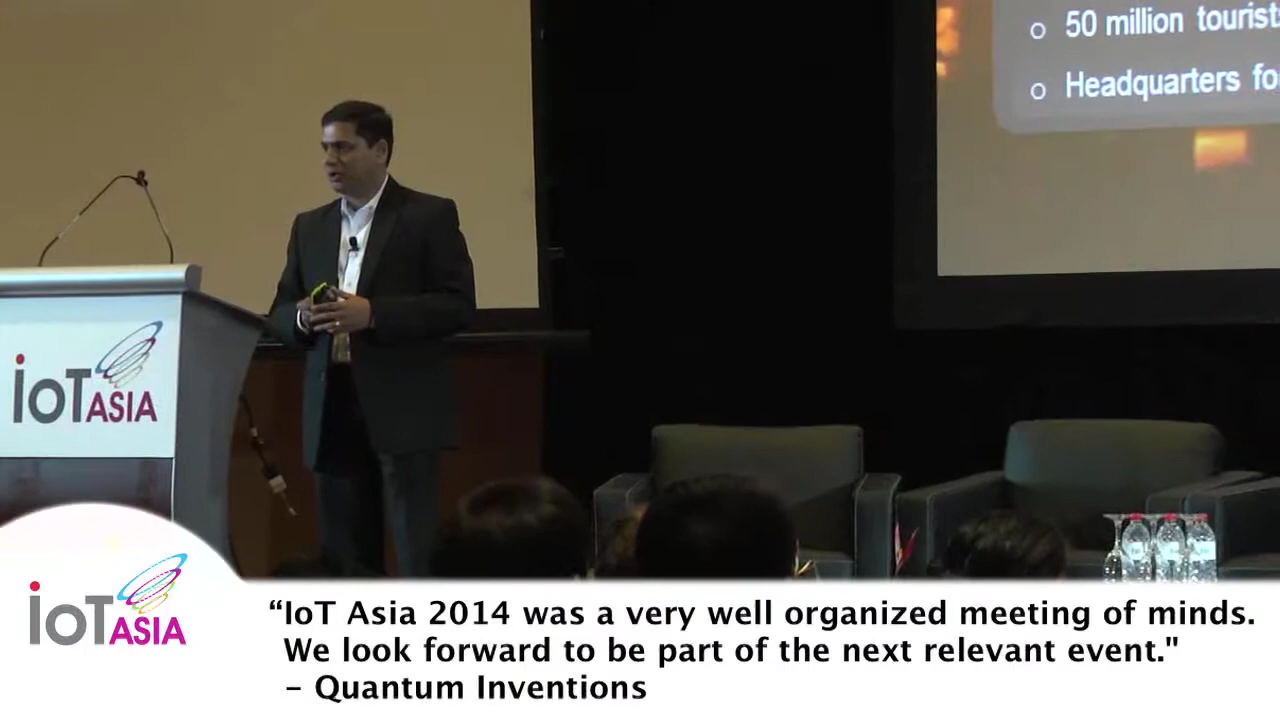 50 million tourist
Headquarters fo
IoT ASIA
IoT ASIA
“IoT Asia 2014 was a very well organized meeting of minds.
We look forward to be part of the next relevant event."
– Quantum Inventions